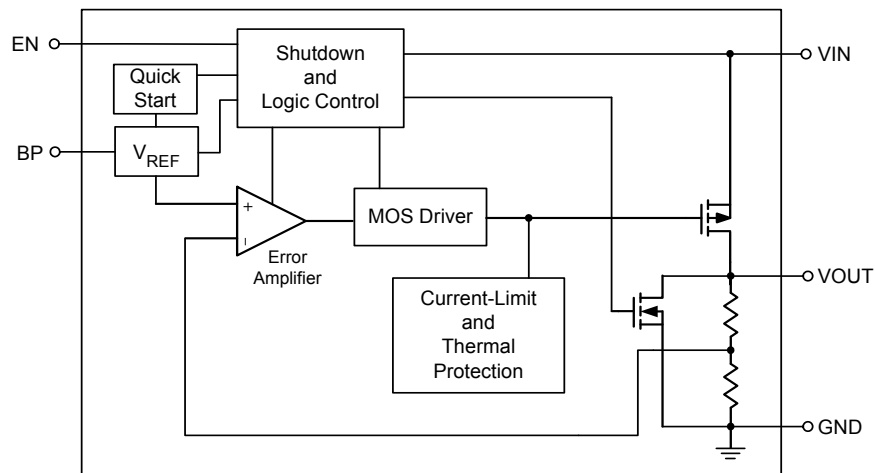 EN
Shutdown
and
Logic Control
VIN
Quick
Start
BP
VREF
+
-
Error
Amplifier
MOS Driver
VOUT
Current-Limit
and
Thermal
Protection
GND